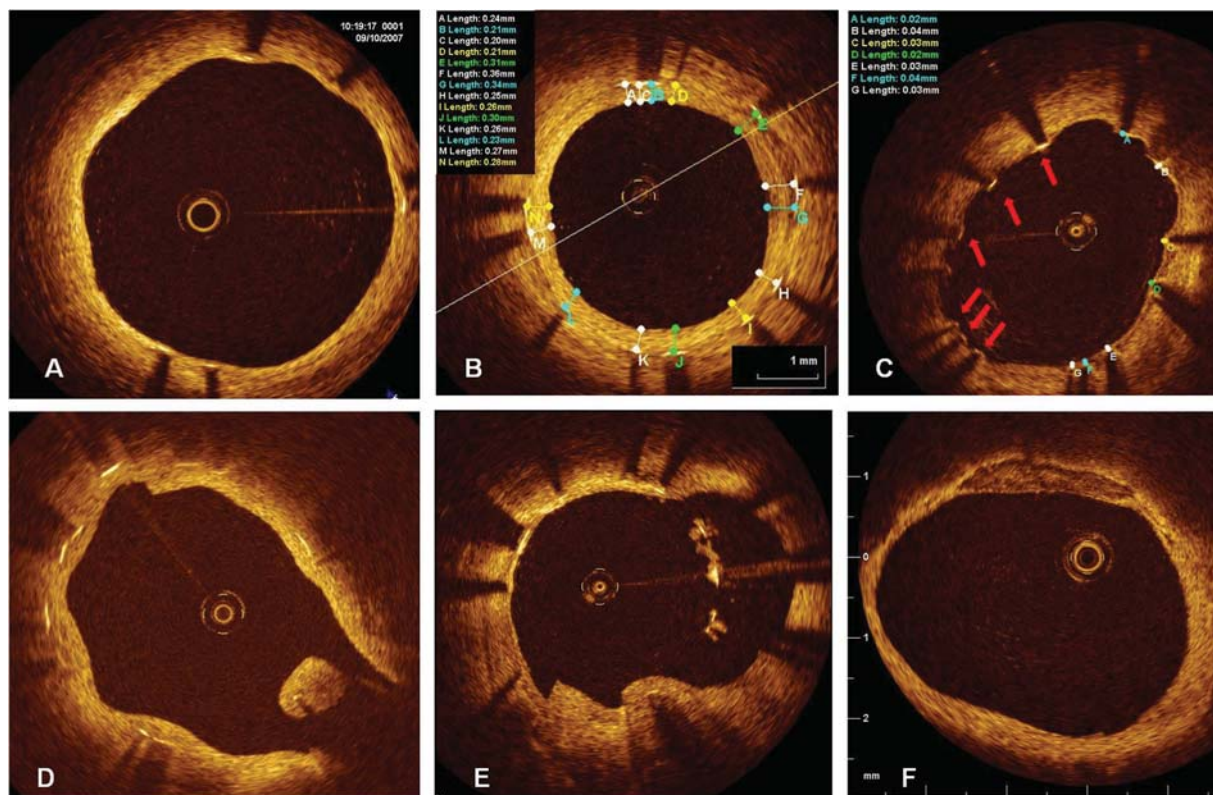 10:19:17 0001
09/10/2007
A
A Length: 0.24mm
B Length: 0.21mm
C Length: 0.20mm
D Length: 0.21mm
E Length: 0.31mm
F Length: 0.36mm
G Length: 0.34mm
H Length: 0.25mm
I Length: 0.26mm
J Length: 0.30mm
K Length: 0.26mm
L Length: 0.23mm
M Length: 0.27mm
N Length: 0.28mm
A C B D
E
F
G
N
M
H
L
I
K J
1 mm
B
A Length: 0.02mm
B Length: 0.04mm
C Length: 0.03mm
D Length: 0.02mm
E Length: 0.03mm
F Length: 0.04mm
G Length: 0.03mm
A
B
C
D
E
G F
C
D
E
1
0
1
2
mm
F